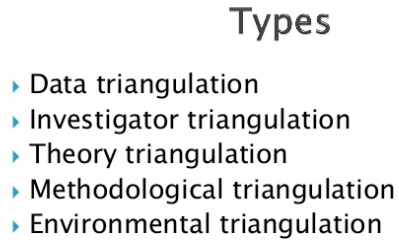 Types
Data triangulation
Investigator triangulation
Theory triangulation
Methodological triangulation
Environmental triangulation